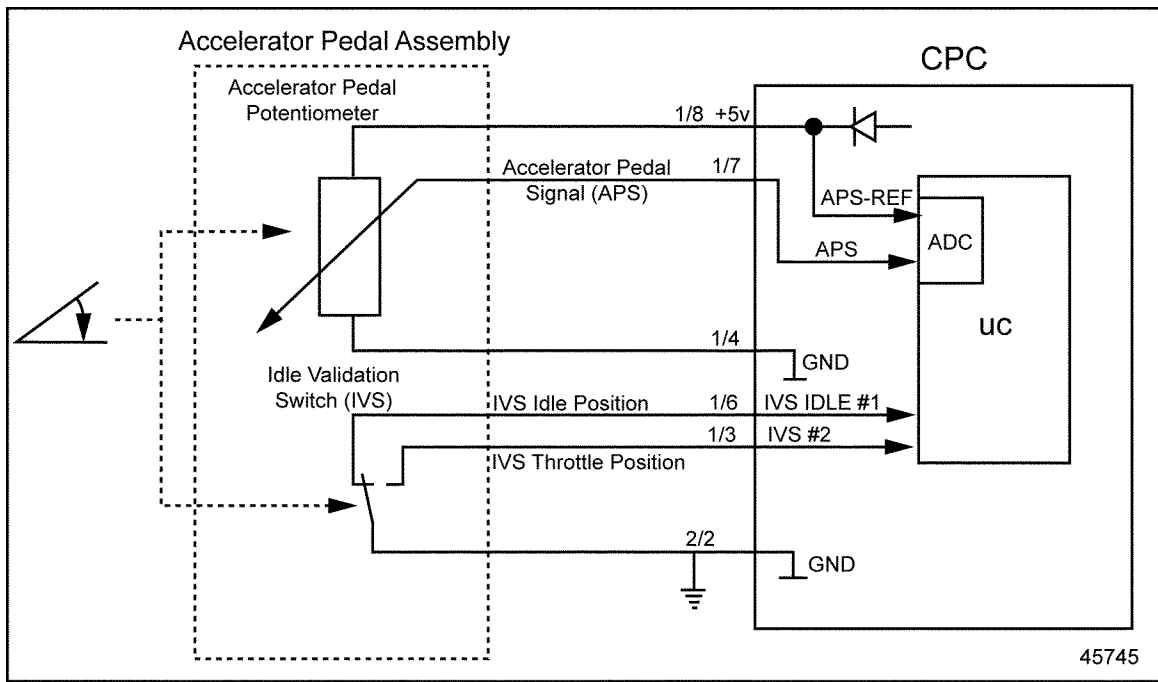 Accelerator Pedal Assembly
CPC
Accelerator Pedal
Potentiometer
1/8 +5v
Accelerator Pedal
Signal (APS)
1/7
APS-REF
ADC
APS
uc
1/4
GND
Idle Validation
Switch (IVS)
IVS Idle Position
1/6
IVS IDLE #1
1/3
IVS #2
IVS Throttle Position
2/2
GND
45745